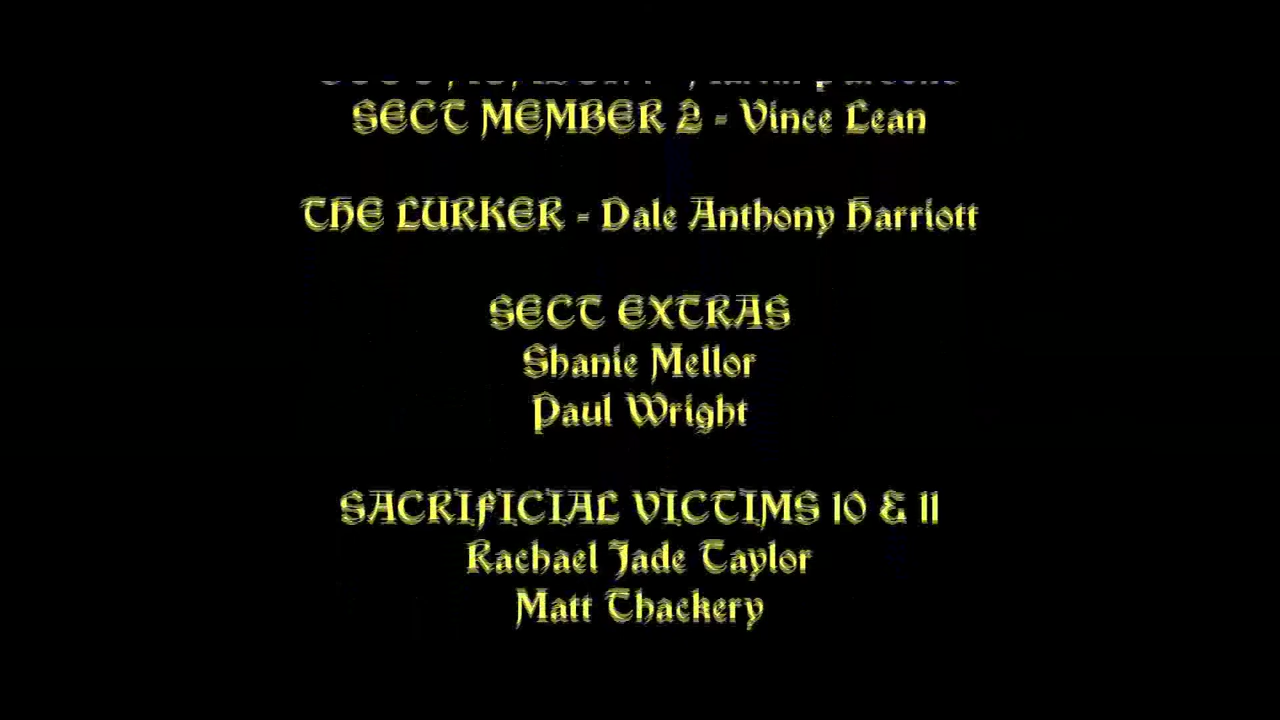 SECT MEMBER 2 - Vince Lean
THE LURKER - Dale Anthony Harriott
SECT EXTRAS
Shanie Mellor
Paul Wright
SACRIFICIAL VICTIMS 10 & 11
Rachael Jade Taylor
Matt Thackery